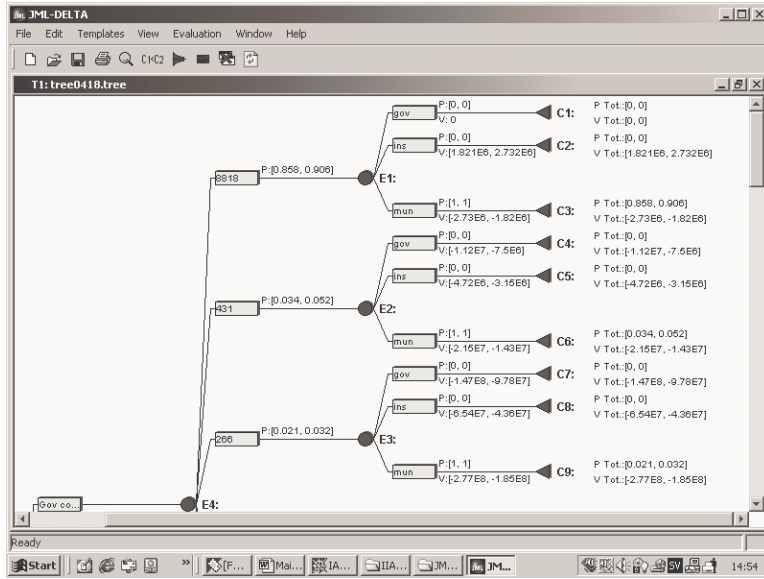 JML-DELTA
File Edit Templates View Evaluation Window Help
C1<C2
T1: tree0418.tree
gov P:[0, 0] V: 0 C1: P Tot.:[0, 0] V Tot.:[0, 0]
ins P:[0, 0] V:[1.821E6, 2.732E6] C2: P Tot.:[0, 0] V Tot.:[1.821E6, 2.732E6]
8818 P:[0.858, 0.906] E1:
mun P:[1, 1] V:[-2.73E6, -1.82E6] C3: P Tot.:[0.858, 0.906] V Tot.:[-2.73E6, -1.82E6]
gov P:[0, 0] V:[-1.12E7, -7.5E6] C4: P Tot.:[0, 0] V Tot.:[-1.12E7, -7.5E6]
ins P:[0, 0] V:[-4.72E6, -3.15E6] C5: P Tot.:[0, 0] V Tot.:[-4.72E6, -3.15E6]
431 P:[0.034, 0.052] E2:
mun P:[1, 1] V:[-2.15E7, -1.43E7] C6: P Tot.:[0.034, 0.052] V Tot.:[-2.15E7, -1.43E7]
gov P:[0, 0] V:[-1.47E8, -9.78E7] C7: P Tot.:[0, 0] V Tot.:[-1.47E8, -9.78E7]
ins P:[0, 0] V:[-6.54E7, -4.36E7] C8: P Tot.:[0, 0] V Tot.:[-6.54E7, -4.36E7]
266 P:[0.021, 0.032] E3:
mun P:[1, 1] V:[-2.77E8, -1.85E8] C9: P Tot.:[0.021, 0.032] V Tot.:[-2.77E8, -1.85E8]
Gov co... E4:
Ready
Start » [F... Mai... IA... IIA... JM... JM... SV 14:54